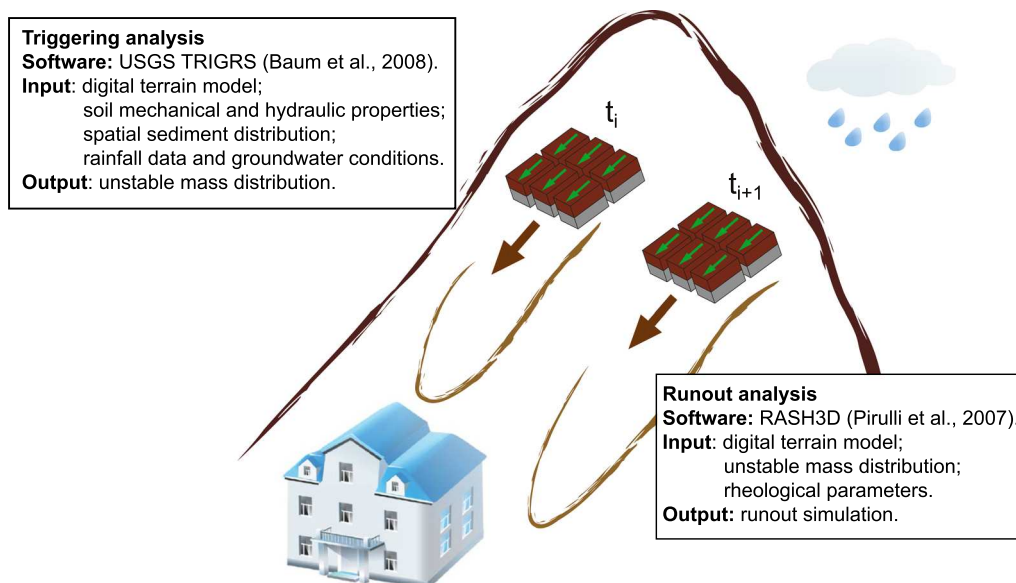 Triggering analysis
Software: USGS TRIGRS (Baum et al., 2008).
Input: digital terrain model;
soil mechanical and hydraulic properties;
spatial sediment distribution;
rainfall data and groundwater conditions.
Output: unstable mass distribution.
ti
ti+1
Runout analysis
Software: RASH3D (Pirulli et al., 2007).
Input: digital terrain model;
unstable mass distribution;
rheological parameters.
Output: runout simulation.